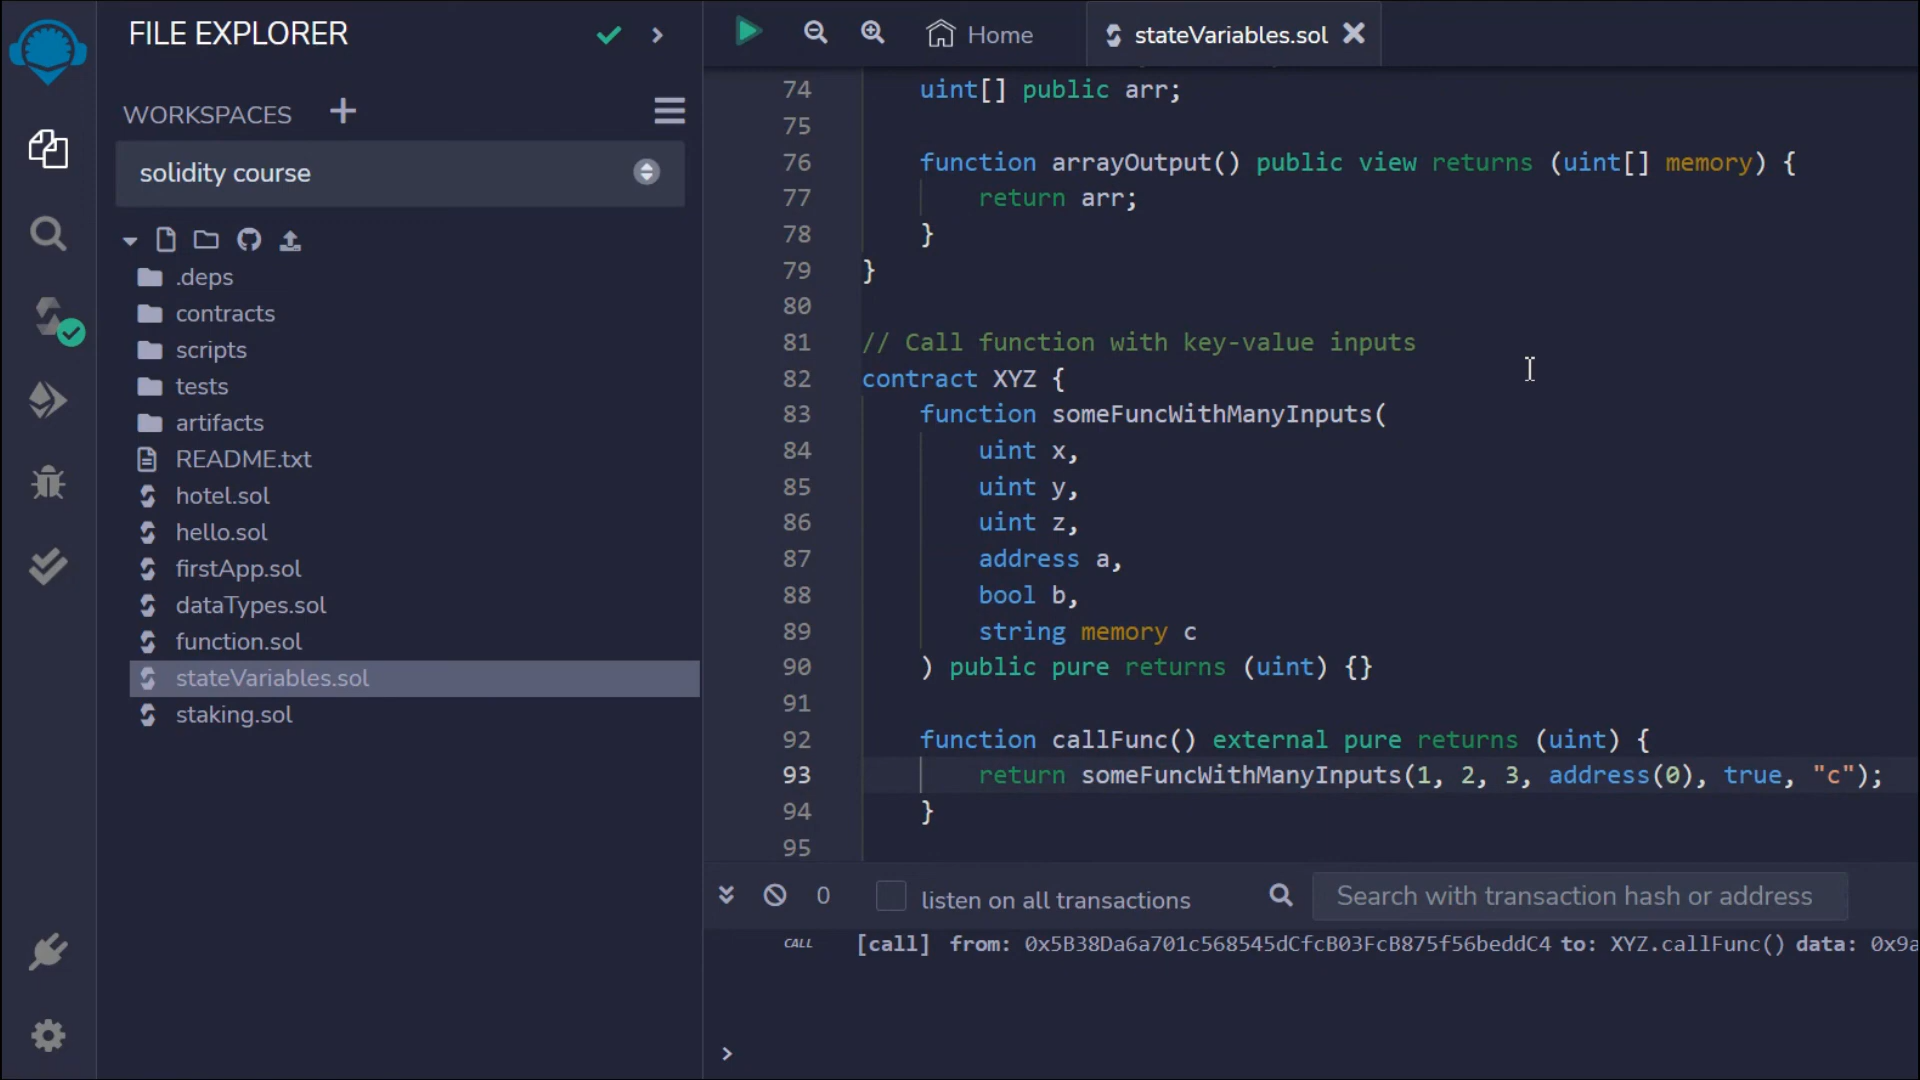 FILE EXPLORER
WORKSPACES
solidity course
.deps
contracts
scripts
tests
artifacts
README.txt
hotel.sol
hello.sol
firstApp.sol
dataTypes.sol
function.sol
stateVariables.sol
staking.sol
Home
stateVariables.sol
74 uint[] public arr;
75
76 function arrayOutput() public view returns (uint[] memory) {
77 return arr;
78 }
79 }
80
81 // Call function with key-value inputs
82 contract XYZ {
83 function someFuncWithManyInputs(
84 uint x,
85 uint y,
86 uint z,
87 address a,
88 bool b,
89 string memory c
90 ) public pure returns (uint) {}
91
92 function callFunc() external pure returns (uint) {
93 return someFuncWithManyInputs(1, 2, 3, address(0), true, "c");
94 }
95
0 listen on all transactions Search with transaction hash or address
CALL [call] from: 0x5B38Da6a701c568545dCfcB03FcB875f56beddC4 to: XYZ.callFunc() data: 0x9a
>